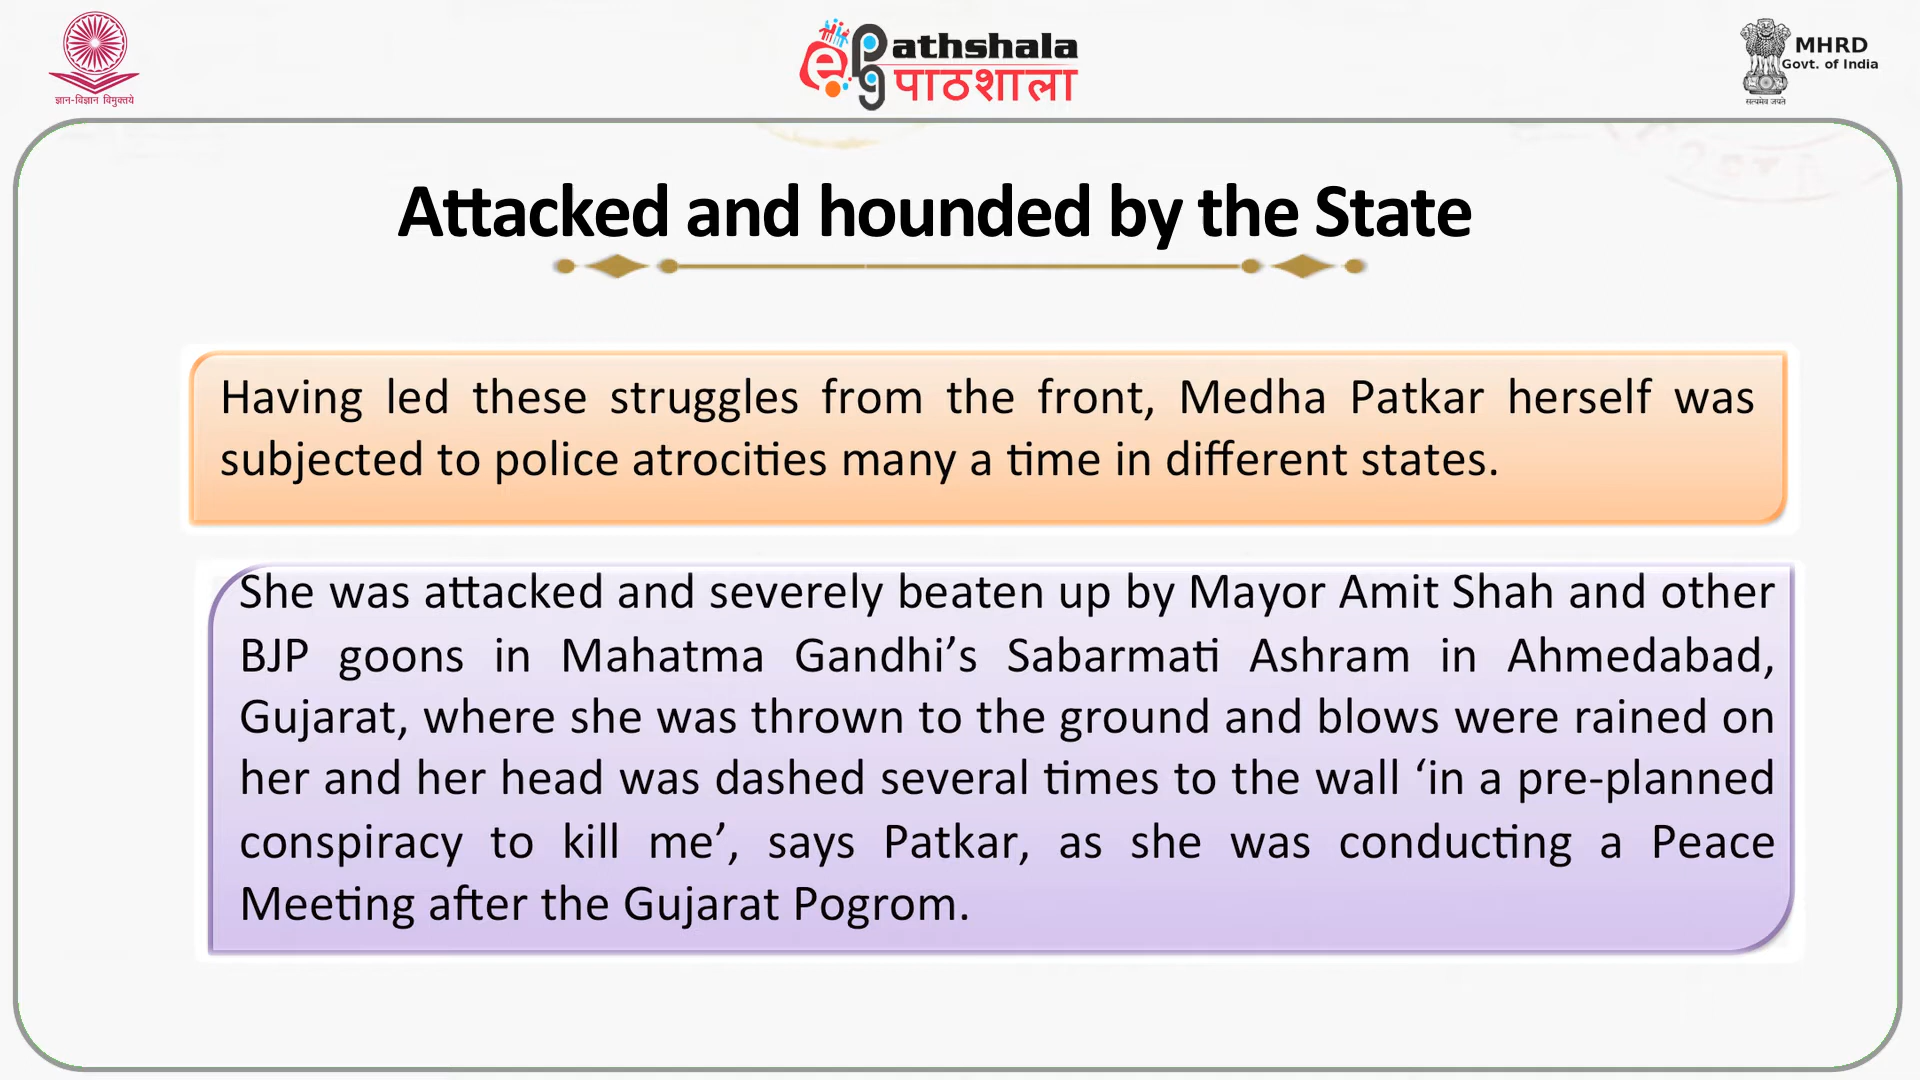 ज्ञान-विज्ञान विमुक्तये
ePG athshala
पाठशाला
MHRD
Govt. of India
सत्यमेव जयते
Attacked and hounded by the State
Having led these struggles from the front, Medha Patkar herself was
subjected to police atrocities many a time in different states.
She was attacked and severely beaten up by Mayor Amit Shah and other
BJP goons in Mahatma Gandhi’s Sabarmati Ashram in Ahmedabad,
Gujarat, where she was thrown to the ground and blows were rained on
her and her head was dashed several times to the wall ‘in a pre-planned
conspiracy to kill me’, says Patkar, as she was conducting a Peace
Meeting after the Gujarat Pogrom.